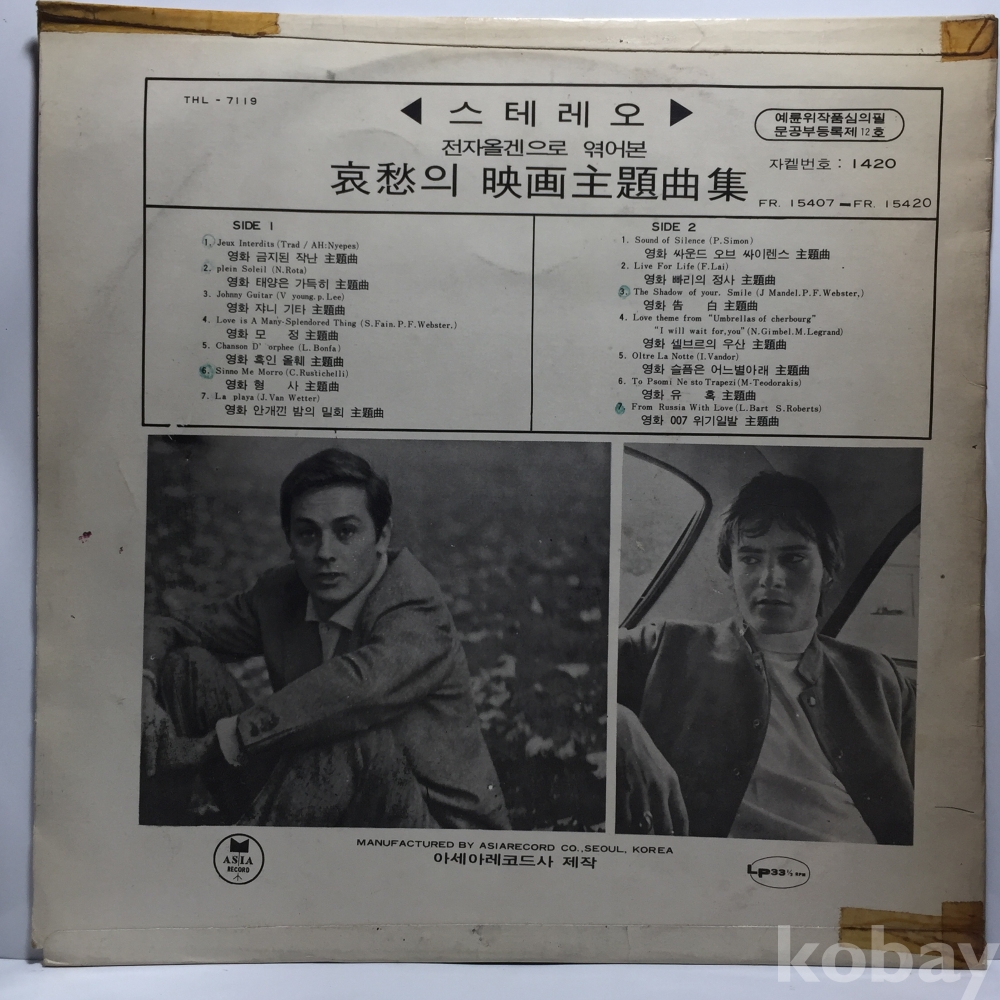 THL - 7119
◀ 스테레오 ▶
예륜위작품심의필
문공부등록제12호
전자올겐으로 엮어본
자켙번호 : 1420
哀愁의 映画主題曲集
FR. 15407 — FR. 15420
SIDE 1
1. Jeux Interdits (Trad / AH:Nyepes)
영화 금지된 작난 主題曲
2. plein Soleil (N.Rota)
영화 태양은 가득히 主題曲
3. Johnny Guitar (V young.p.Lee)
영화 쟈니 기타 主題曲
4. Love is A Many-Splendored Thing (S.Fain.P.F.Webster.)
영화 모 정 主題曲
5. Chanson D' orphee (L.Bonfa)
영화 흑인 올훼 主題曲
6. Sinno Me Morro (C.Rustichelli)
영화 형 사 主題曲
7. La playa (J.Van Wetter)
영화 안개낀 밤의 밀회 主題曲
SIDE 2
1. Sound of Silence (P.Simon)
영화 싸운드 오브 싸이렌스 主題曲
2. Live For Life (F.Lai)
영화 빠리의 정사 主題曲
3. The Shadow of your. Smile (J Mandel.P.F.Webster,)
영화 告 白 主題曲
4. Love theme from "Umbrellas of cherbourg"
"I will wait for.you" (N.Gimbel.M.Legrand)
영화 셀브르의 우산 主題曲
5. Oltre La Notte (I.Vandor)
영화 슬픔은 어느별아래 主題曲
6. To Psomi Ne sto Trapezi (M-Teodorakis)
영화 유 혹 主題曲
7. From Russia With Love (L.Bart S.Roberts)
영화 007 위기일발 主題曲
MANUFACTURED BY ASIARECORD CO., SEOUL, KOREA
아세아레코드사 제작
ASIA
RECORD
LP 33 1/3 RPM
kobay